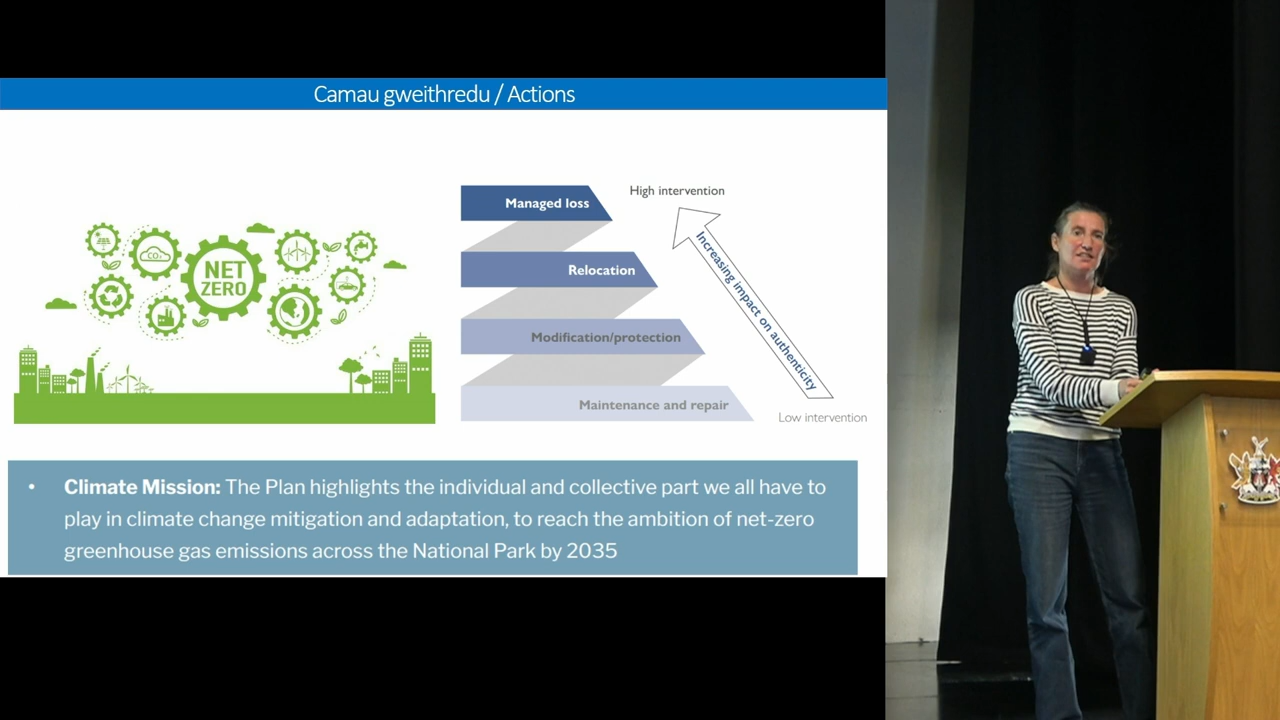 Camau gweithredu / Actions
CO₂
NET
ZERO
Managed loss
Relocation
Modification/protection
Maintenance and repair
High intervention
Increasing impact on authenticity
Low intervention
• Climate Mission: The Plan highlights the individual and collective part we all have to
play in climate change mitigation and adaptation, to reach the ambition of net-zero
greenhouse gas emissions across the National Park by 2035